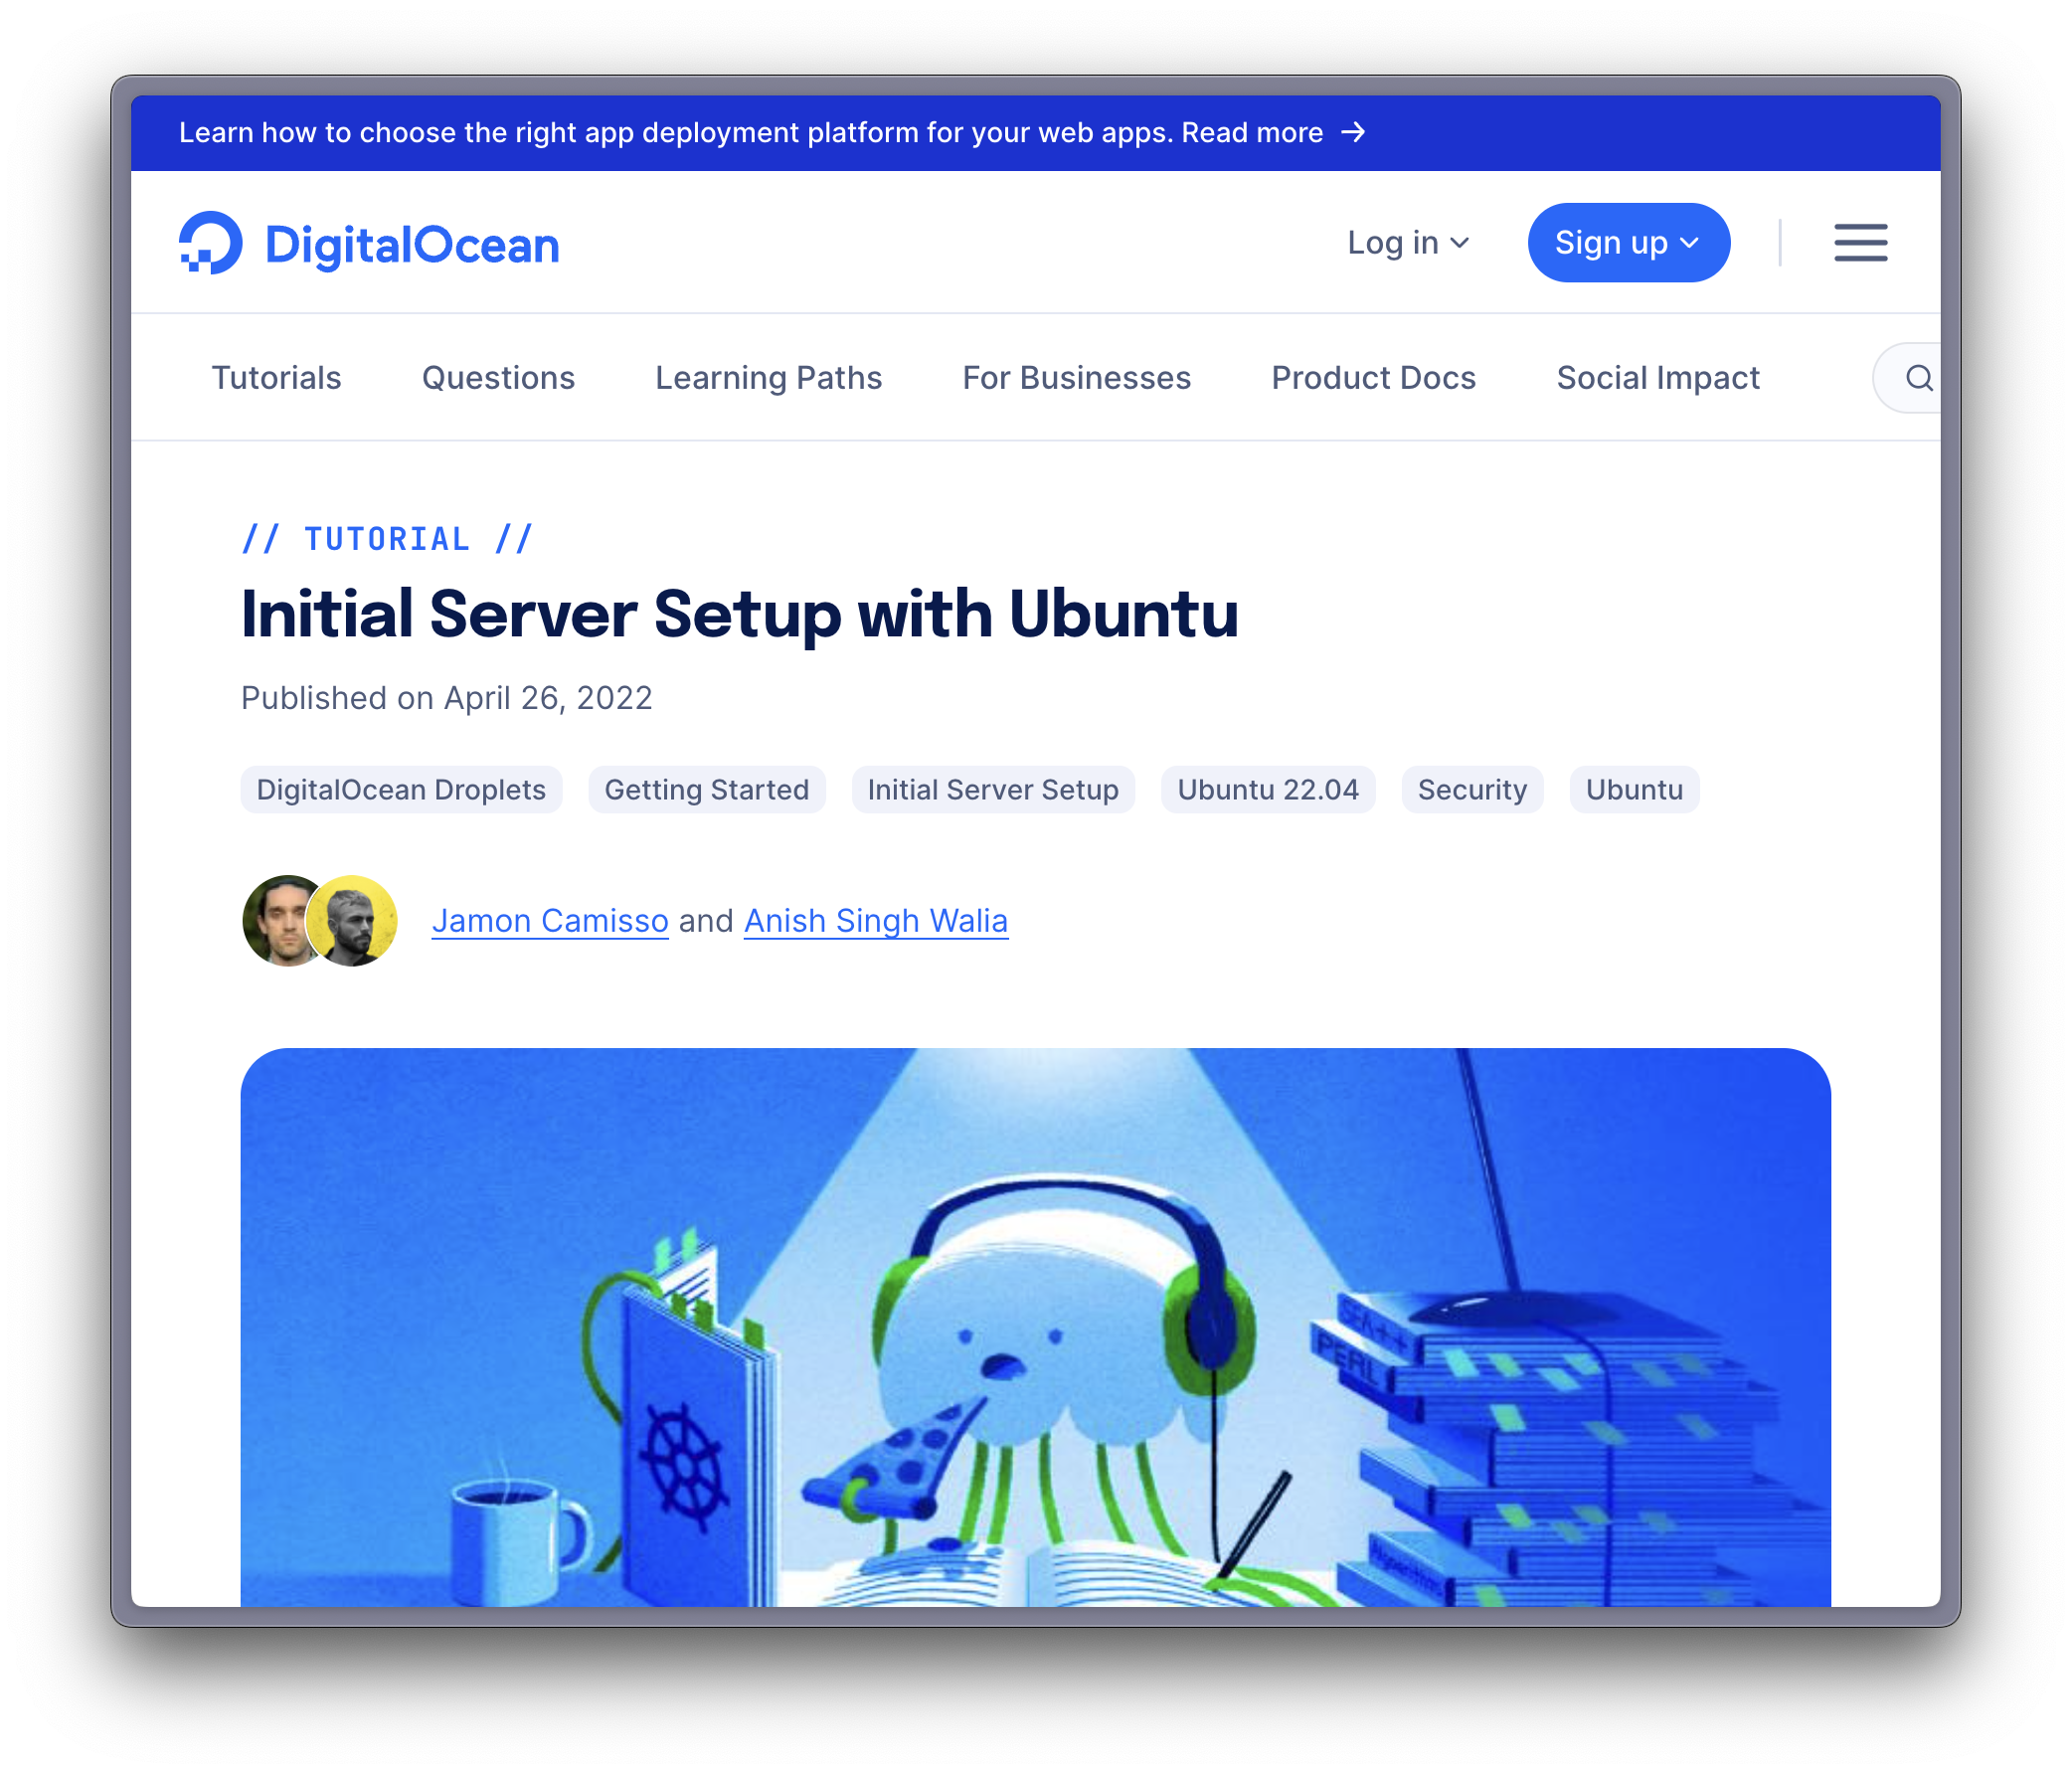 Learn how to choose the right app deployment platform for your web apps. Read more →
DigitalOcean
Log in
Sign up
Tutorials Questions Learning Paths For Businesses Product Docs Social Impact
// TUTORIAL //
Initial Server Setup with Ubuntu
Published on April 26, 2022
DigitalOcean Droplets Getting Started Initial Server Setup Ubuntu 22.04 Security Ubuntu
Jamon Camisso and Anish Singh Walia
SEA++
PERL
Algorithms